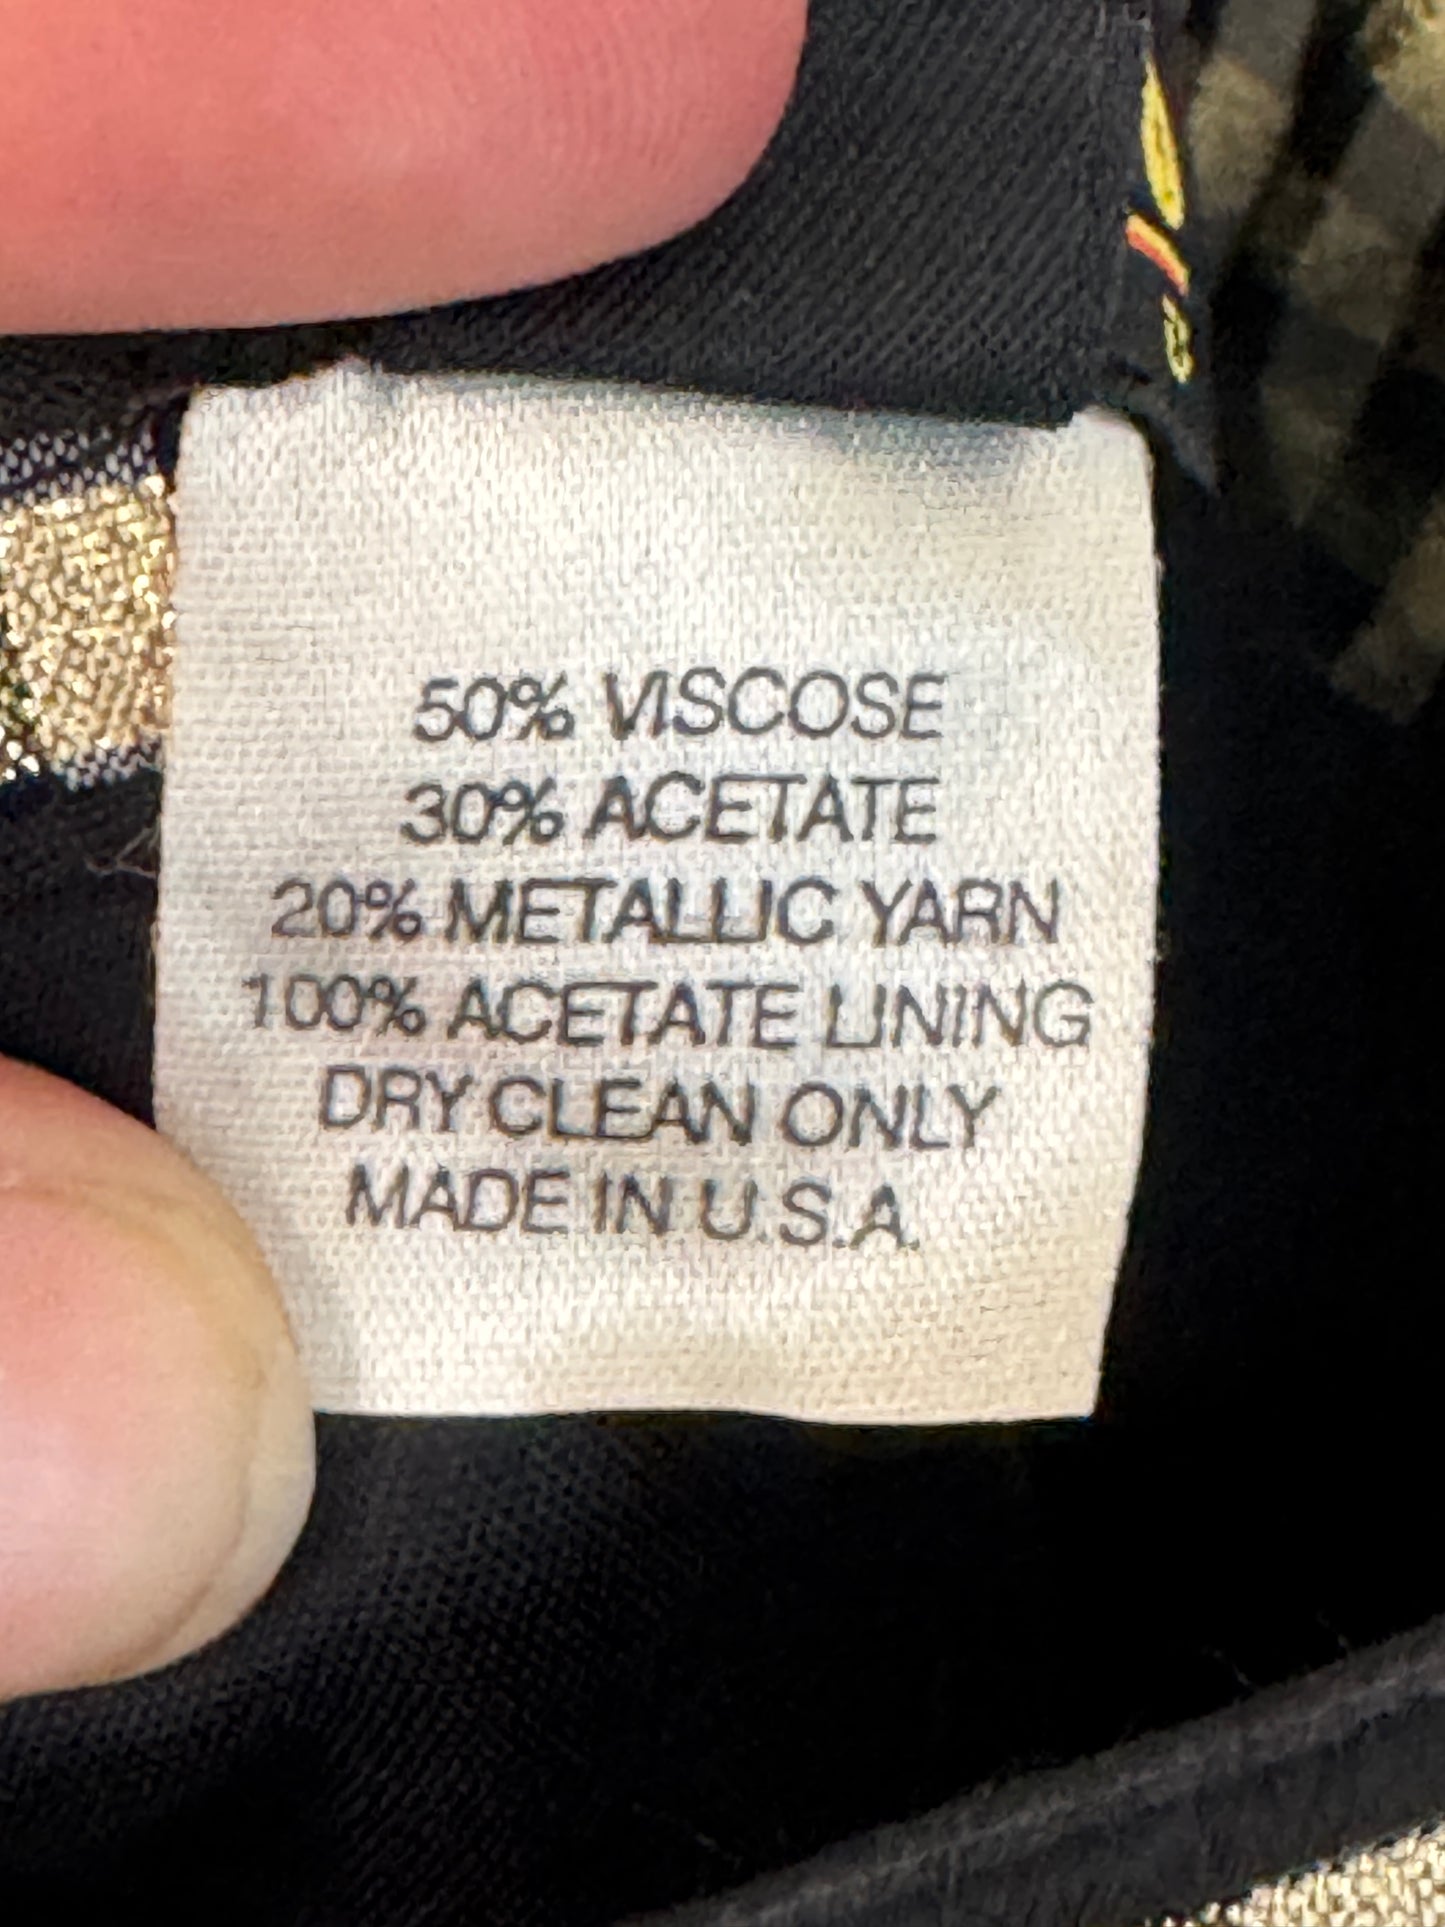 50% VISCOSE
30% ACETATE
20% METALLIC YARN
100% ACETATE LINING
DRY CLEAN ONLY
MADE IN U.S.A.